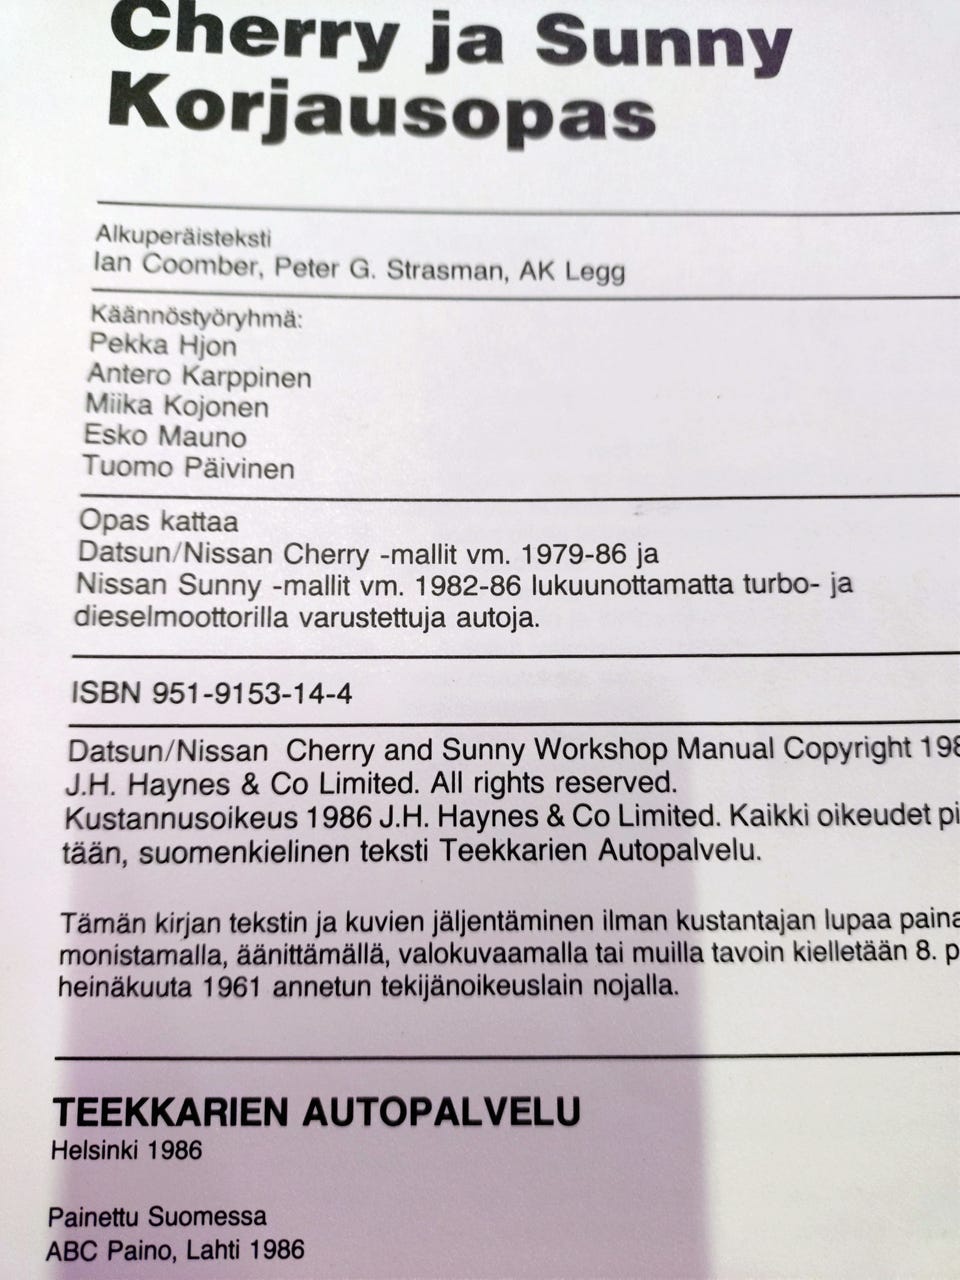 Cherry ja Sunny
Korjausopas
Alkuperäisteksti
Ian Coomber, Peter G. Strasman, AK Legg
Käännöstyöryhmä:
Pekka Hjon
Antero Karppinen
Miika Kojonen
Esko Mauno
Tuomo Päivinen
Opas kattaa
Datsun/Nissan Cherry -mallit vm. 1979-86 ja
Nissan Sunny -mallit vm. 1982-86 lukuunottamatta turbo- ja
dieselmoottorilla varustettuja autoja.
ISBN 951-9153-14-4
Datsun/Nissan Cherry and Sunny Workshop Manual Copyright
J.H. Haynes & Co Limited. All rights reserved.
Kustannusoikeus 1986 J.H. Haynes & Co Limited. Kaikki oikeudet pi
tään, suomenkielinen teksti Teekkarien Autopalvelu.
Tämän kirjan tekstin ja kuvien jäljentäminen ilman kustantajan lupaa paina
monistamalla, äänittämällä, valokuvaamalla tai muilla tavoin kielletään 8. p
heinäkuuta 1961 annetun tekijänoikeuslain nojalla.
TEEKKARIEN AUTOPALVELU
Helsinki 1986
Painettu Suomessa
ABC Paino, Lahti 1986